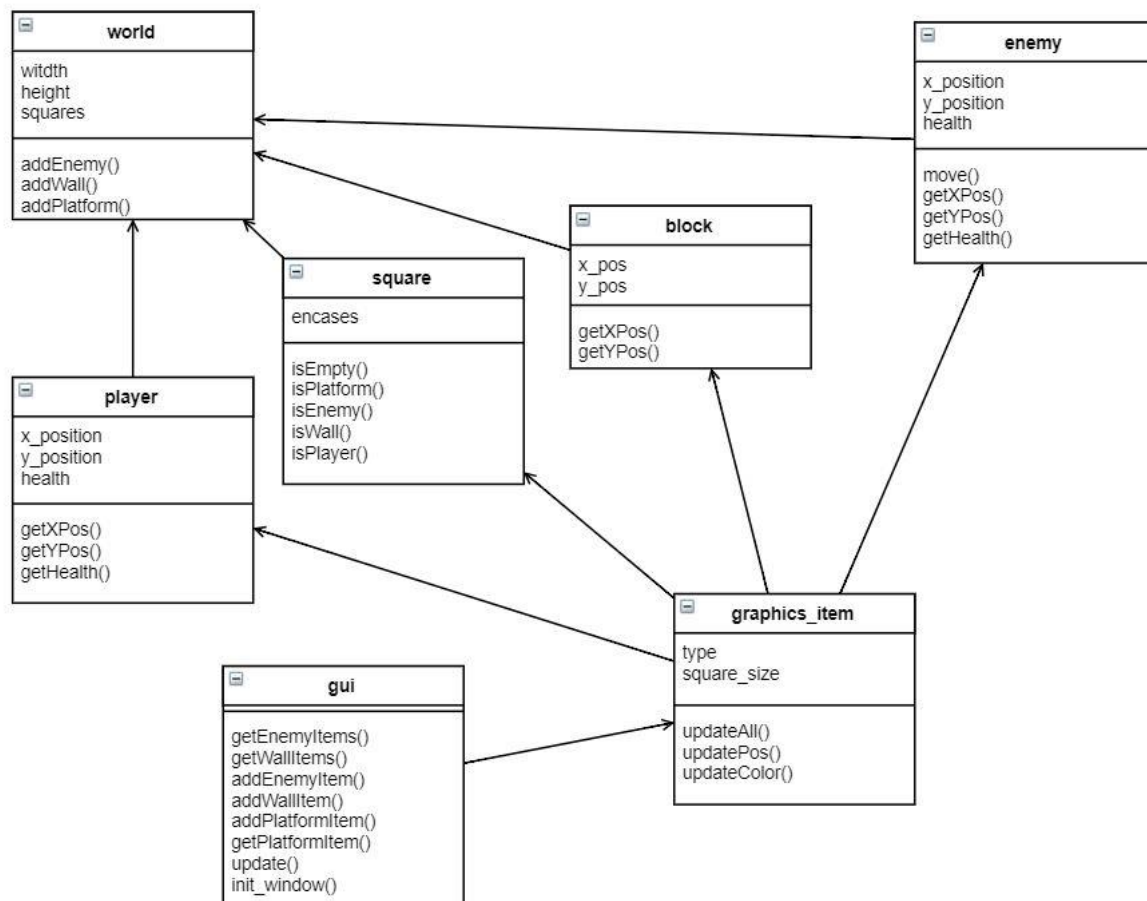 world
witdth
height
squares
addEnemy()
addWall()
addPlatform()
enemy
x_position
y_position
health
move()
getXPos()
getYPos()
getHealth()
block
x_pos
y_pos
getXPos()
getYPos()
square
encases
isEmpty()
isPlatform()
isEnemy()
isWall()
isPlayer()
player
x_position
y_position
health
getXPos()
getYPos()
getHealth()
graphics_item
type
square_size
updateAll()
updatePos()
updateColor()
gui
getEnemyItems()
getWallItems()
addEnemyItem()
addWallItem()
addPlatformItem()
getPlatformItem()
update()
init_window()